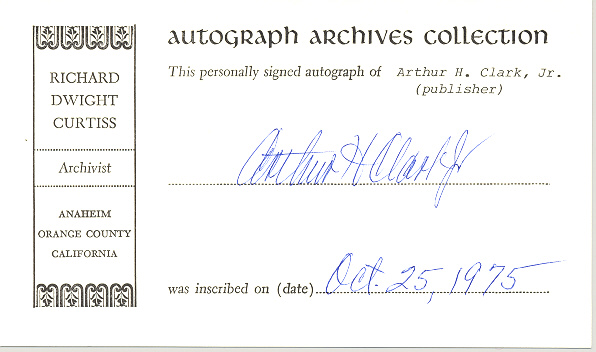 RICHARD
DWIGHT
CURTISS
Archivist
ANAHEIM
ORANGE COUNTY
CALIFORNIA
AUTOGRAPH ARCHIVES COLLECTION
This personally signed autograph of Arthur H. Clark, Jr.
(publisher)
Arthur H Clark Jr
was inscribed on (date) Oct. 25, 1975